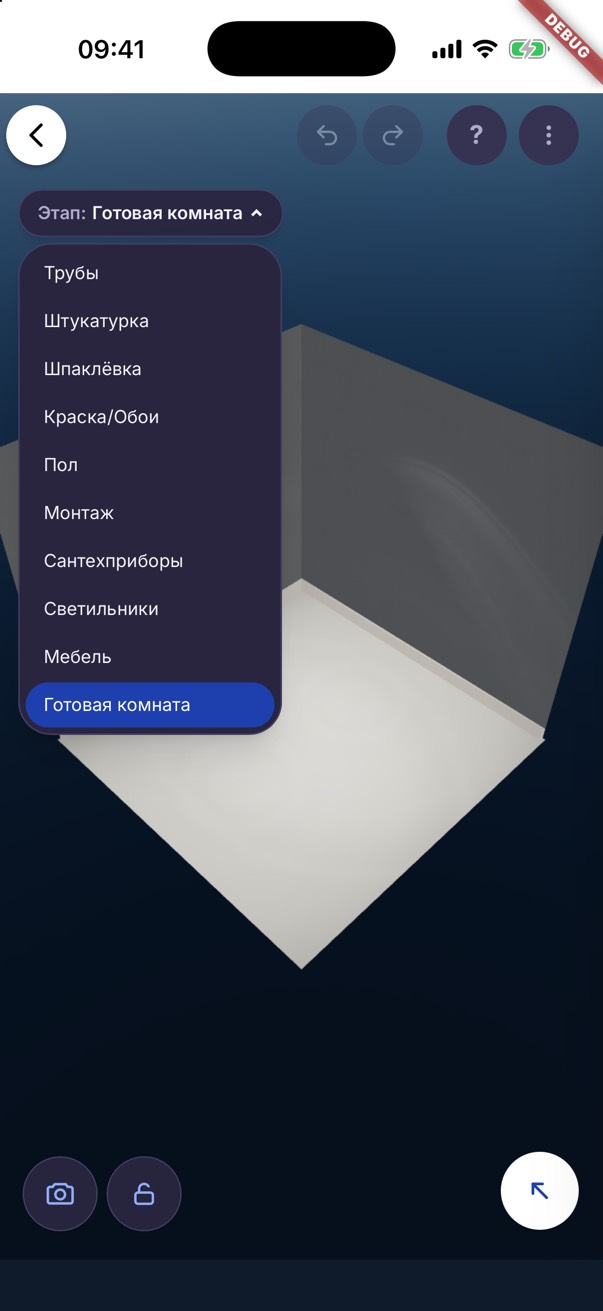 09:41
DEBUG
?
Этап: Готовая комната
Трубы
Штукатурка
Шпаклёвка
Краска/Обои
Пол
Монтаж
Сантехприборы
Светильники
Мебель
Готовая комната